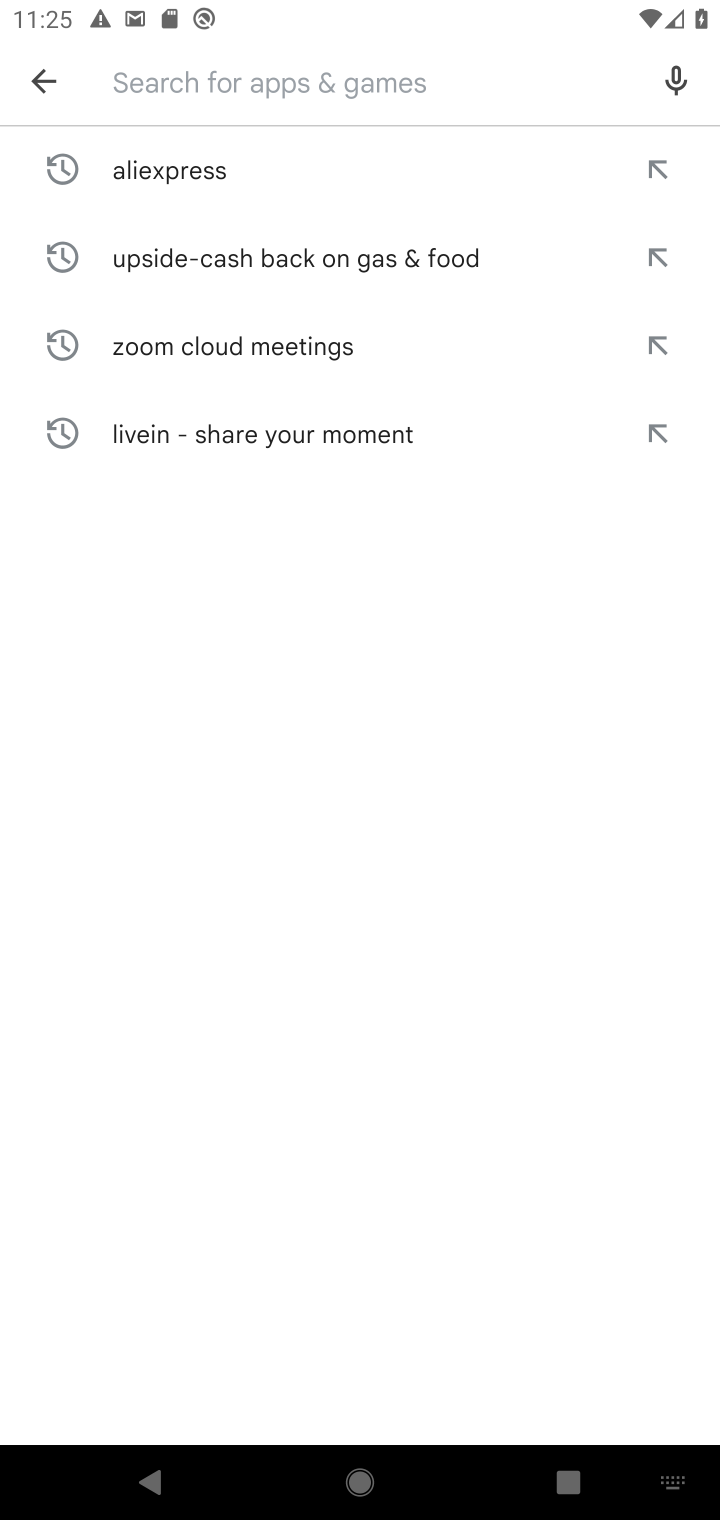 11:25
Search for apps & games
aliexpress
upside-cash back on gas & food
zoom cloud meetings
livein - share your moment